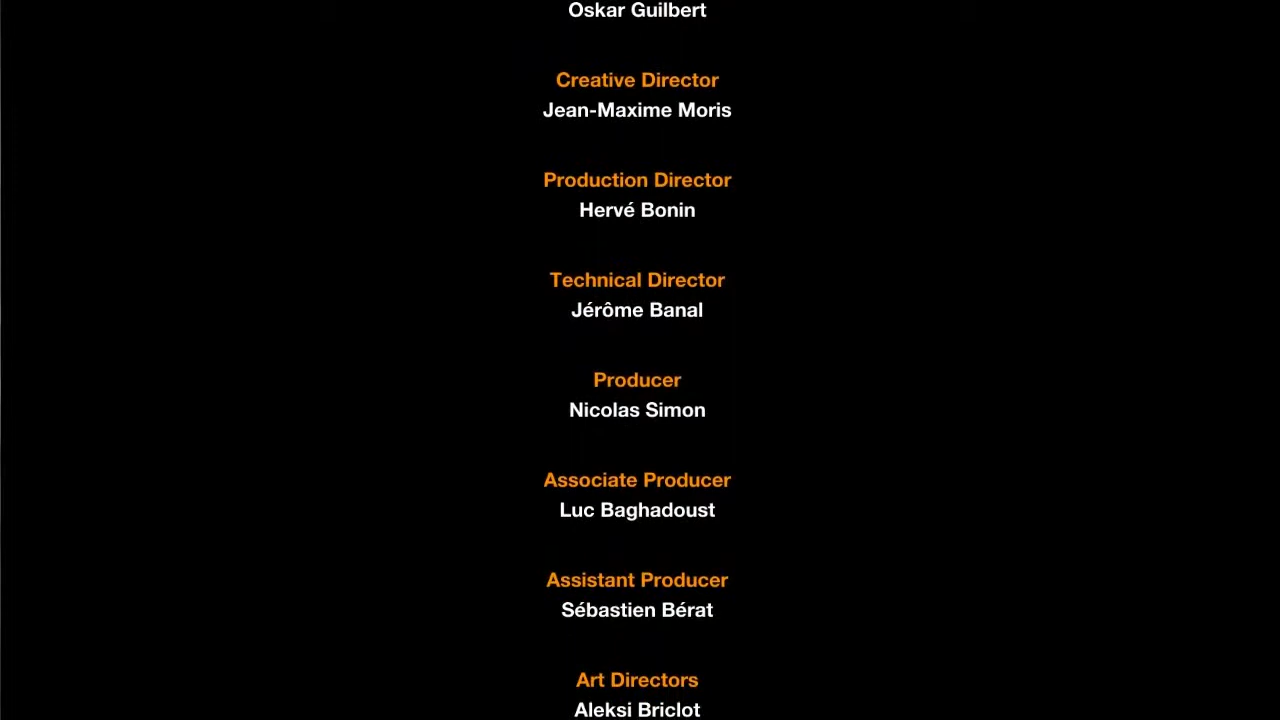 Oskar Guilbert
Creative Director
Jean-Maxime Moris
Production Director
Hervé Bonin
Technical Director
Jérôme Banal
Producer
Nicolas Simon
Associate Producer
Luc Baghadoust
Assistant Producer
Sébastien Bérat
Art Directors
Aleksi Briclot